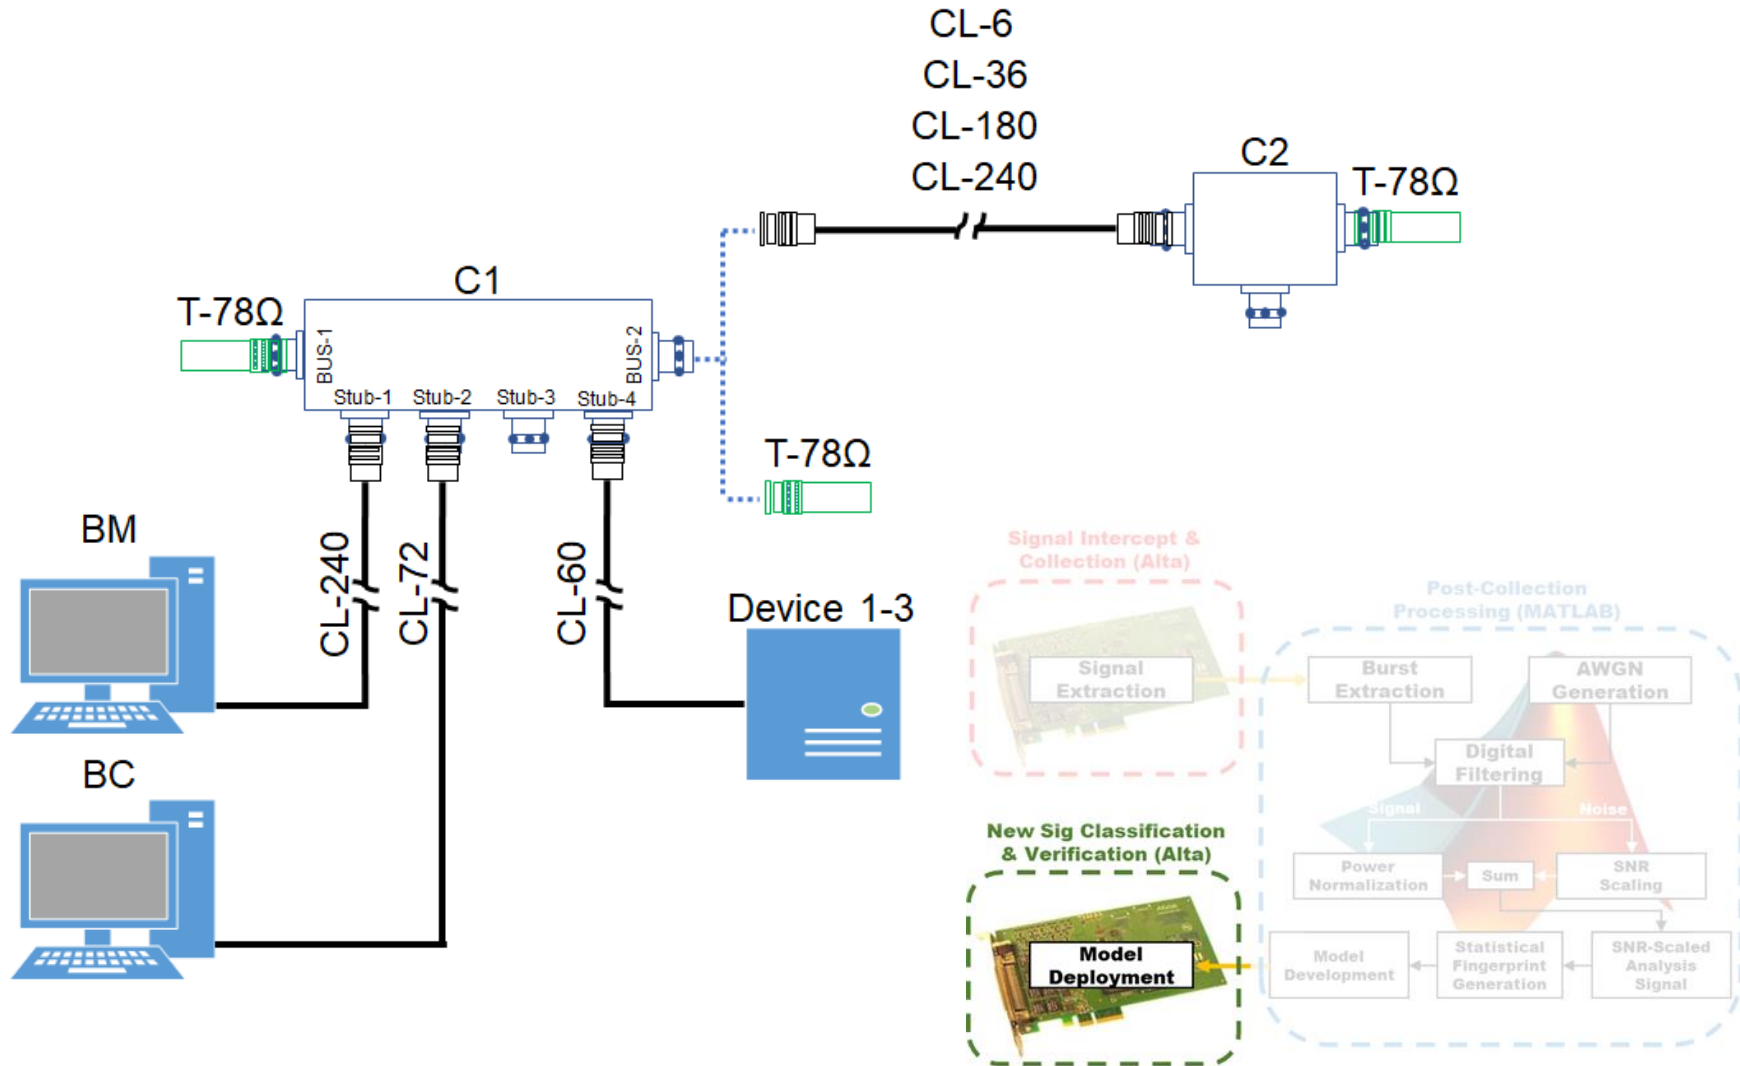 CL-6
CL-36
CL-180
CL-240
C2
T-78Ω
C1
T-78Ω
BUS-1
BUS-2
Stub-1
Stub-2
Stub-3
Stub-4
T-78Ω
BM
CL-240
CL-72
CL-60
Device 1-3
BC
Signal Intercept &
Collection (Alta)
Signal
Extraction
Post-Collection
Processing (MATLAB)
Burst
Extraction
AWGN
Generation
Digital
Filtering
Signal
Noise
Power
Normalization
Sum
SNR
Scaling
Model
Development
Statistical
Fingerprint
Generation
SNR-Scaled
Analysis
Signal
New Sig Classification
& Verification (Alta)
Model
Deployment